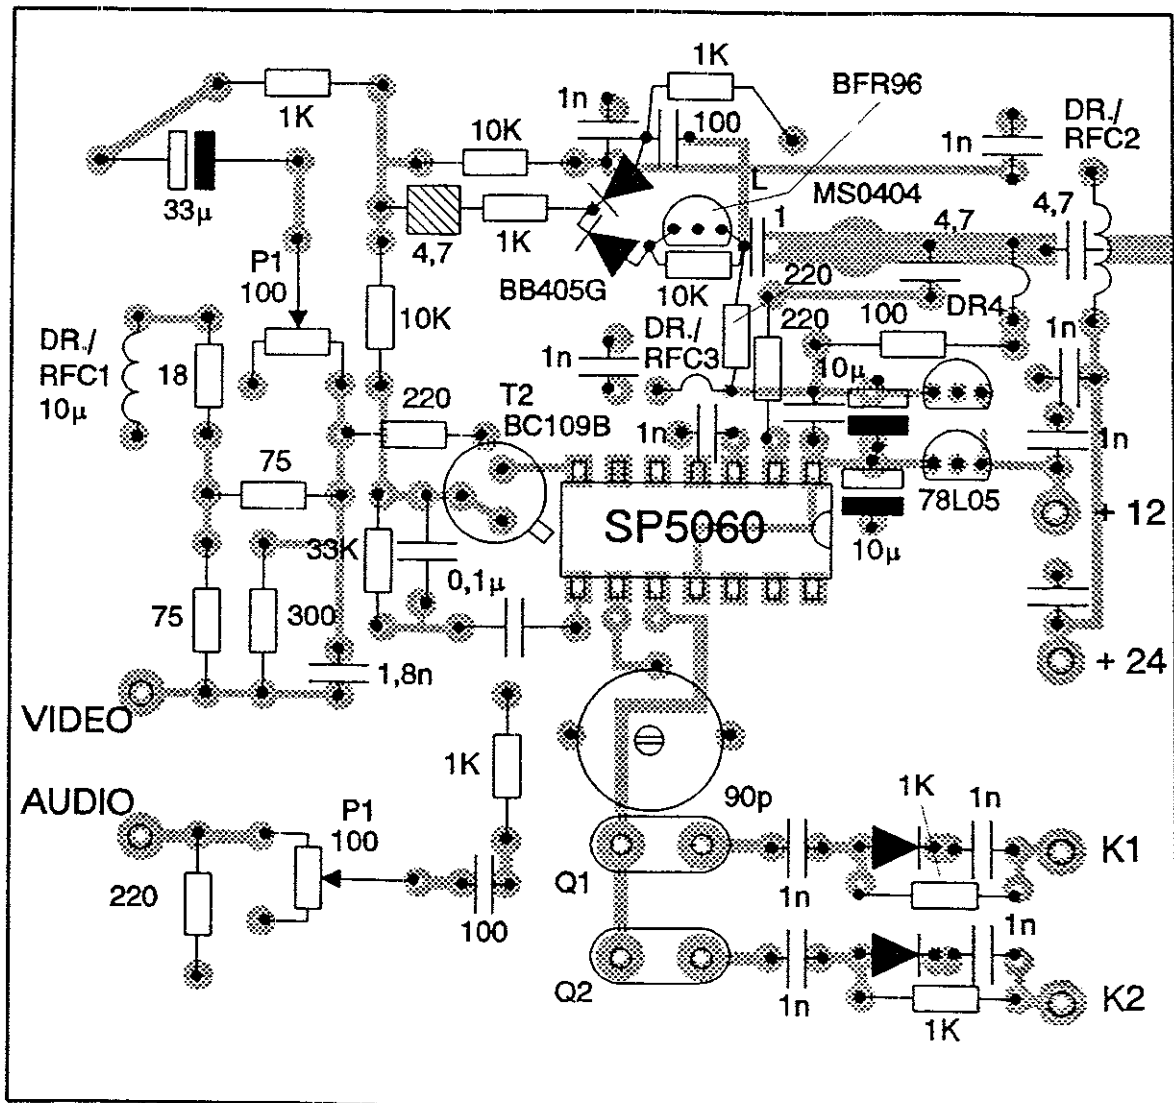 1K
1K
BFR96
1n
100
DR./
RFC2
10K
1n
33µ
L
MS0404
4,7
1K
1
4,7
4,7
P1
100
BB405G
10K
220
10K
DR./
RFC3
220
100
DR4
DR./
RFC1
10µ
18
1n
10µ
1n
220
T2
BC109B
1n
1n
75
78L05
SP5060
+ 12
33K
0,1µ
10µ
75
300
+ 24
1,8n
VIDEO
1K
AUDIO
P1
100
90p
1K
1n
K1
220
Q1
1n
100
1n
Q2
1n
K2
1K